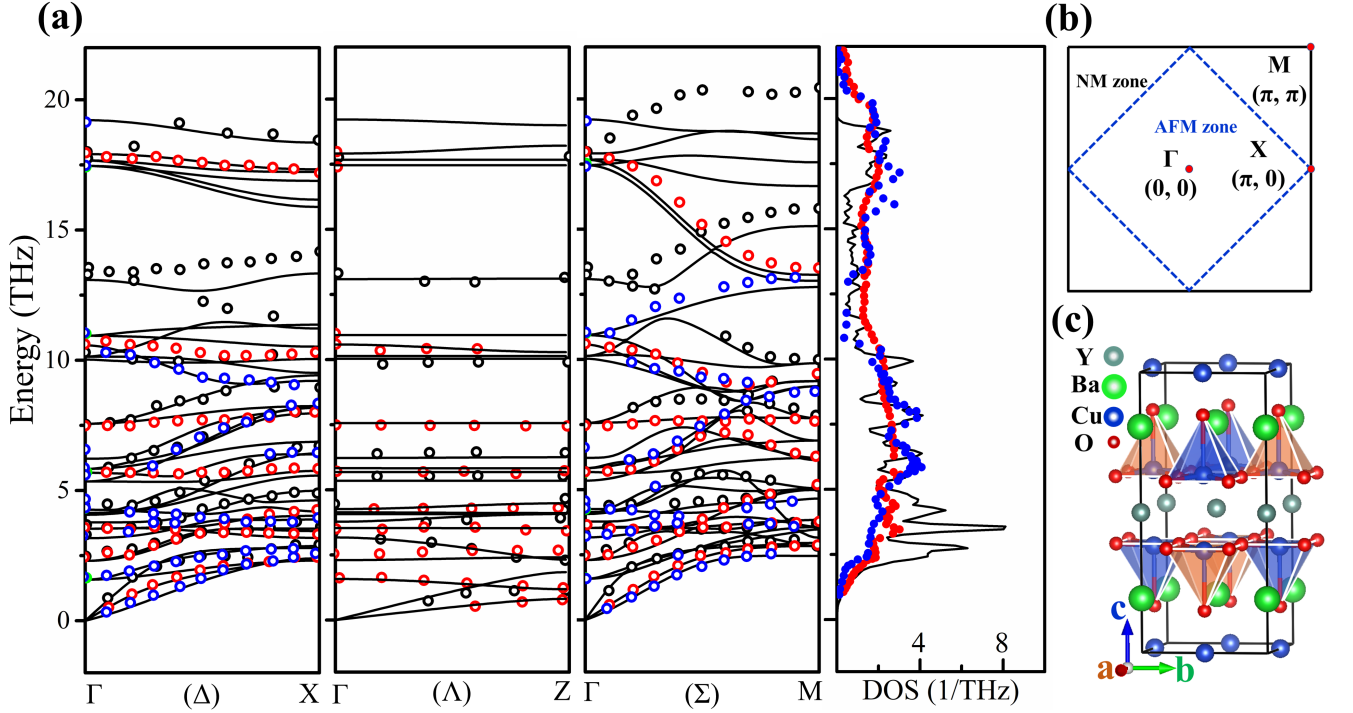 (a)
Energy (THz)
20
15
10
5
0
Γ (Δ) X
Γ (Λ) Z
Γ (Σ) M
4 8
DOS (1/THz)
(b)
NM zone
M
(π, π)
AFM zone
Γ
(0, 0)
X
(π, 0)
(c)
Y
Ba
Cu
O
c
a
b